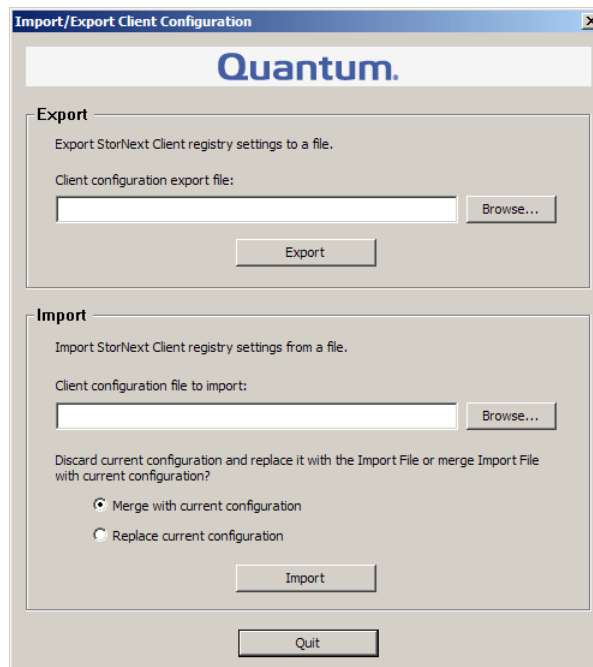 Import/Export Client Configuration
Quantum.
Export
Export StorNext Client registry settings to a file.
Client configuration export file:
Browse...
Export
Import
Import StorNext Client registry settings from a file.
Client configuration file to import:
Browse...
Discard current configuration and replace it with the Import File or merge Import File
with current configuration?
Merge with current configuration
Replace current configuration
Import
Quit